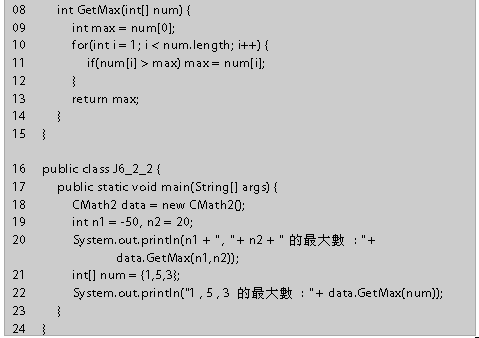 08 int GetMax(int[] num) {
09 int max = num[0];
10 for(int i = 1; i < num.length; i++) {
11 if(num[i] > max) max = num[i];
12 }
13 return max;
14 }
15 }
16 public class J6_2_2 {
17 public static void main(String[] args) {
18 CMath2 data = new CMath2();
19 int n1 = -50, n2 = 20;
20 System.out.println(n1 + ", "+ n2 + " 的最大數 : "+
data.GetMax(n1,n2));
21 int[] num = {1,5,3};
22 System.out.println("1 , 5 , 3 的最大數 : "+ data.GetMax(num));
23 }
24 }